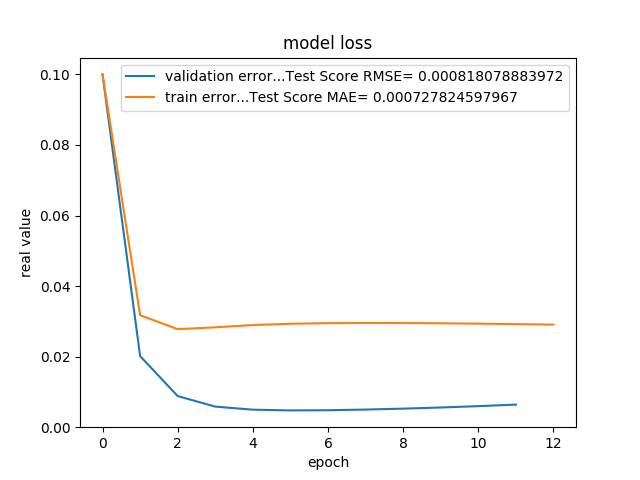 model loss
validation error...Test Score RMSE= 0.000818078883972
train error...Test Score MAE= 0.000727824597967
0.10
0.08
0.06
0.04
0.02
0.00
real value
0 2 4 6 8 10 12
epoch